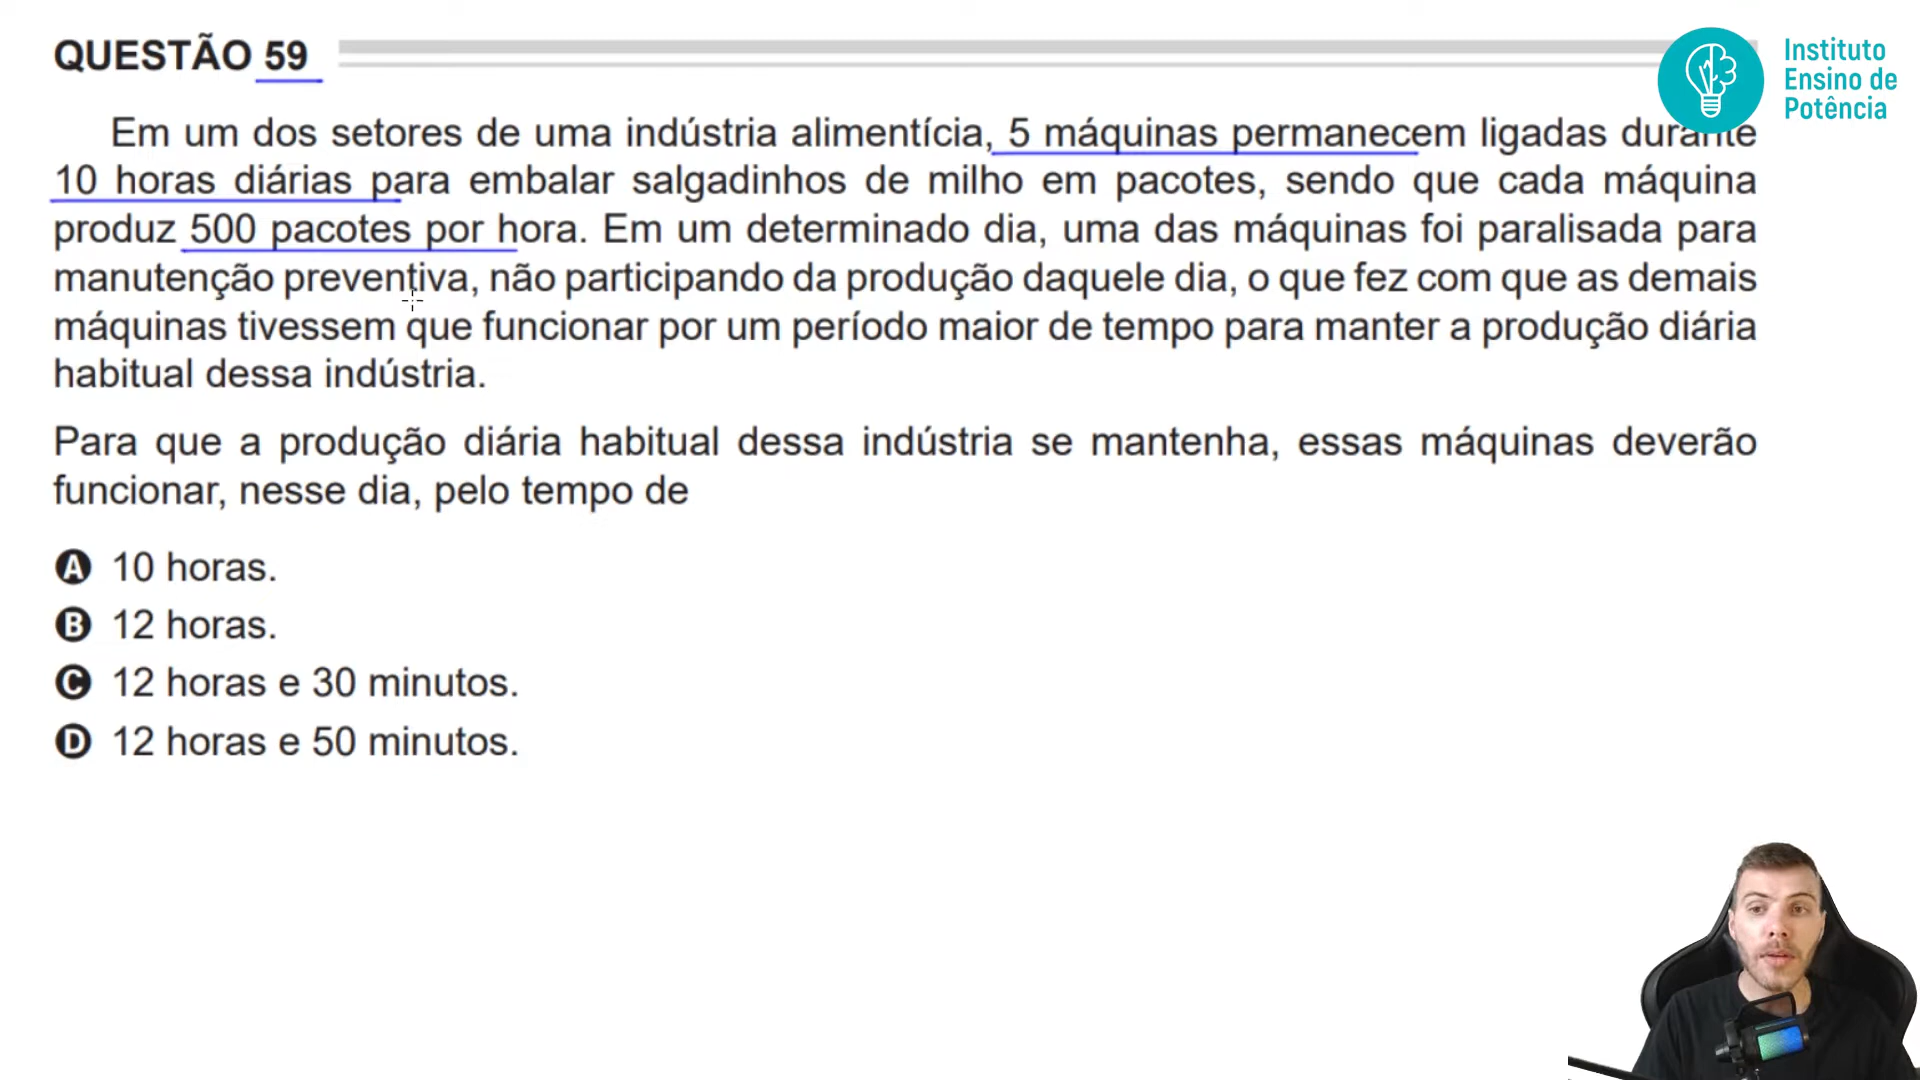 QUESTÃO 59
Instituto
Ensino de
Potência
Em um dos setores de uma indústria alimentícia, 5 máquinas permanecem ligadas durante
10 horas diárias para embalar salgadinhos de milho em pacotes, sendo que cada máquina
produz 500 pacotes por hora. Em um determinado dia, uma das máquinas foi paralisada para
manutenção preventiva, não participando da produção daquele dia, o que fez com que as demais
máquinas tivessem que funcionar por um período maior de tempo para manter a produção diária
habitual dessa indústria.
Para que a produção diária habitual dessa indústria se mantenha, essas máquinas deverão
funcionar, nesse dia, pelo tempo de
A 10 horas.
B 12 horas.
C 12 horas e 30 minutos.
D 12 horas e 50 minutos.